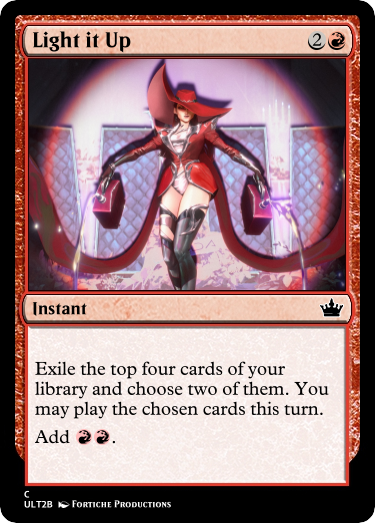 Light it Up 2
Instant
Exile the top four cards of your
library and choose two of them. You
may play the chosen cards this turn.
Add .
C
ULT2B Fortiche Productions